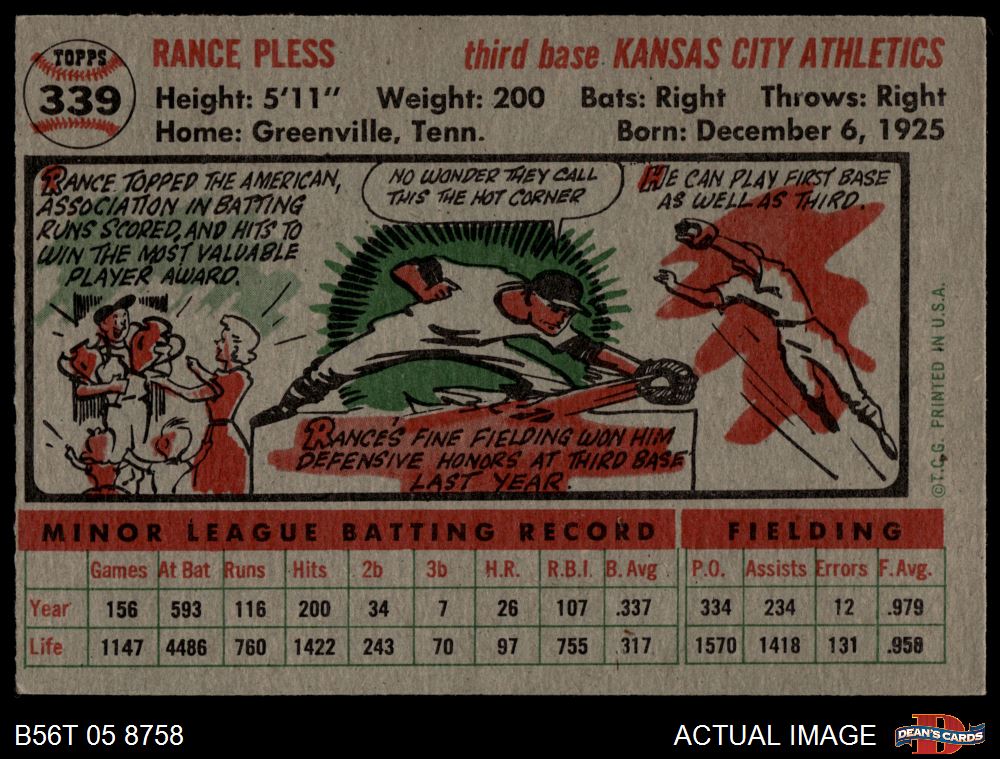 TOPPS
339
RANCE PLESS third base KANSAS CITY ATHLETICS
Height: 5'11" Weight: 200 Bats: Right Throws: Right
Home: Greenville, Tenn. Born: December 6, 1925
RANCE TOPPED THE AMERICAN,
ASSOCIATION IN BATTING
RUNS SCORED, AND HITS TO
WIN THE MOST VALUABLE
PLAYER AWARD.
NO WONDER THEY CALL
THIS THE HOT CORNER
HE CAN PLAY FIRST BASE
AS WELL AS THIRD.
RANCE'S FINE FIELDING WON HIM
DEFENSIVE HONORS AT THIRD BASE
LAST YEAR.
©T.C.G. PRINTED IN U.S.A.
MINOR LEAGUE BATTING RECORD FIELDING
Games At Bat Runs Hits 2b 3b H.R. R.B.I. B. Avg P.O. Assists Errors F. Avg.
Year 156 593 116 200 34 7 26 107 .337 334 234 12 .979
Life 1147 4486 760 1422 243 70 97 755 .317 1570 1418 131 .958
B56T 05 8758 ACTUAL IMAGE DEAN'S CARDS